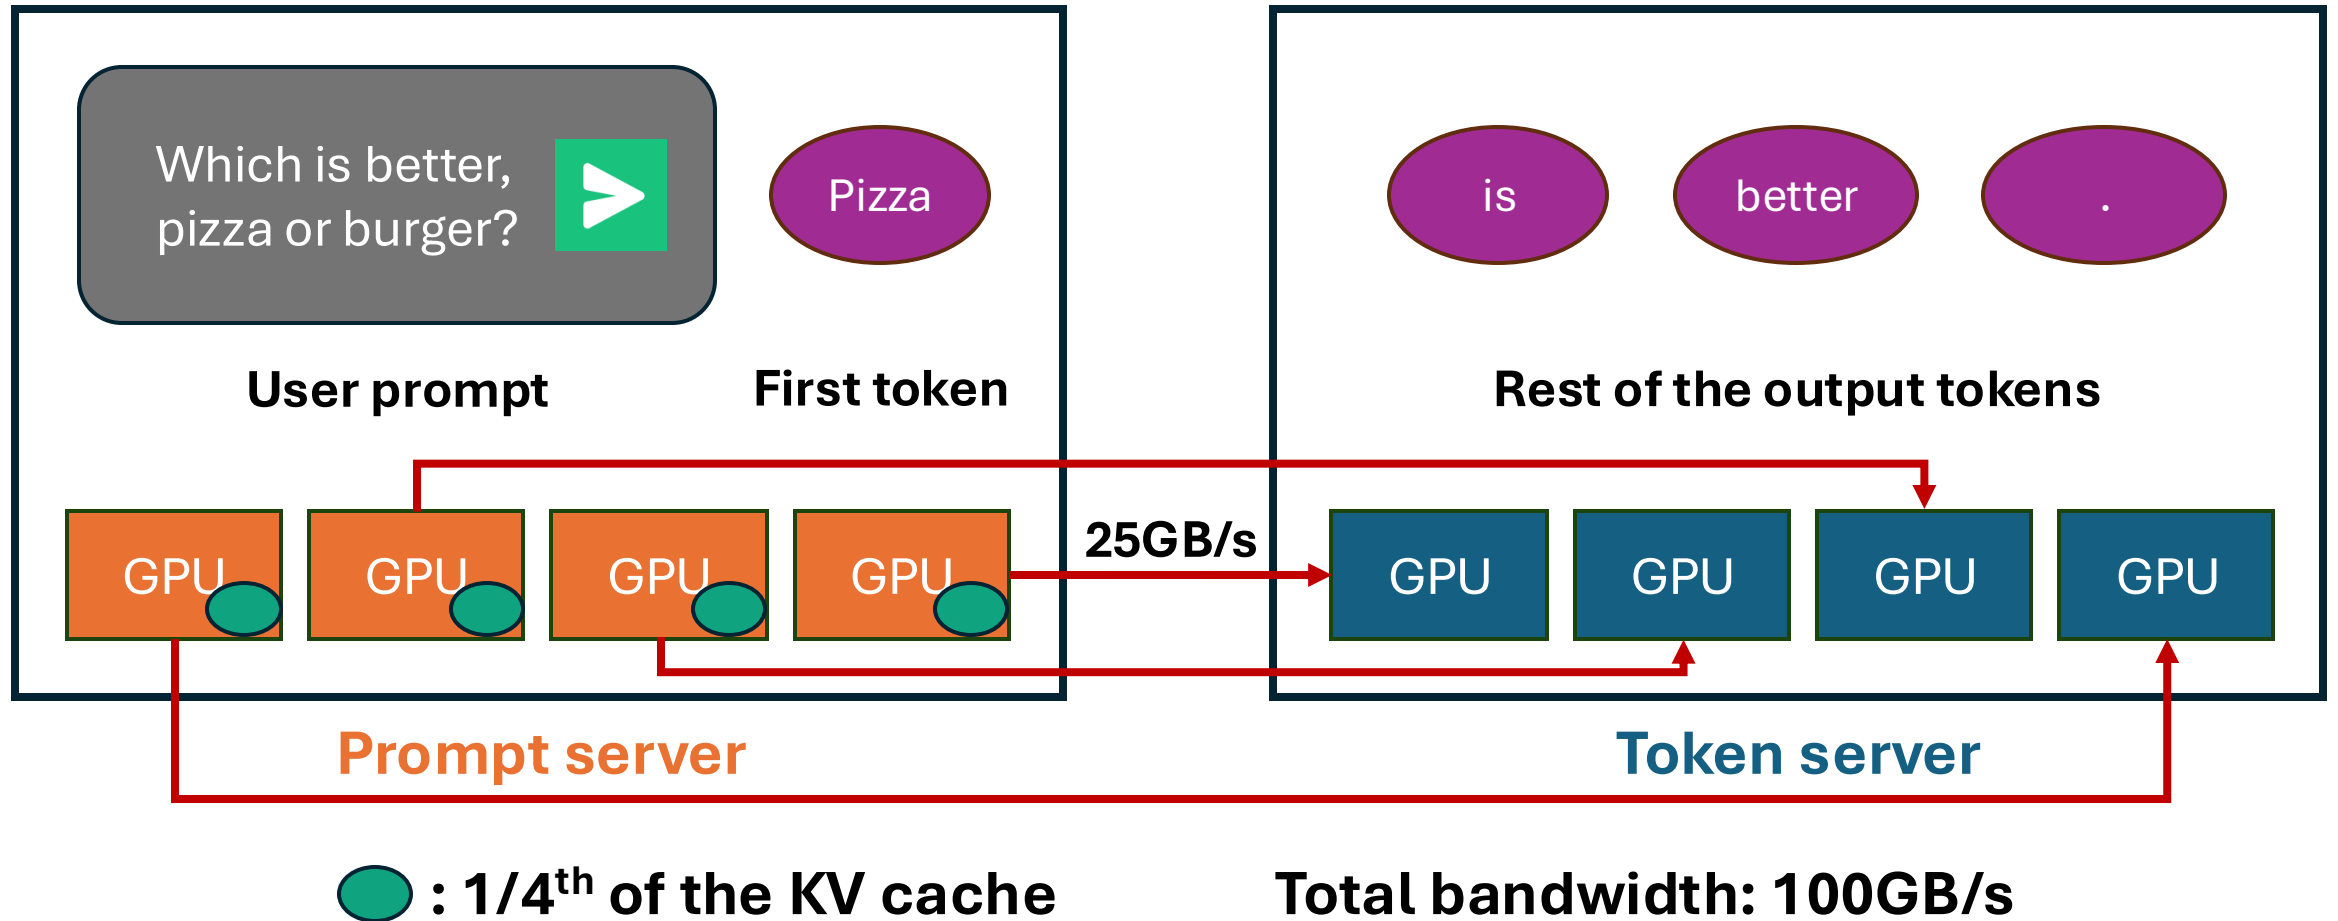 Which is better,
pizza or burger?
Pizza
is
better
.
User prompt
First token
Rest of the output tokens
25GB/s
GPU
GPU
GPU
GPU
GPU
GPU
GPU
GPU
Prompt server
Token server
: 1/4th of the KV cache
Total bandwidth: 100GB/s